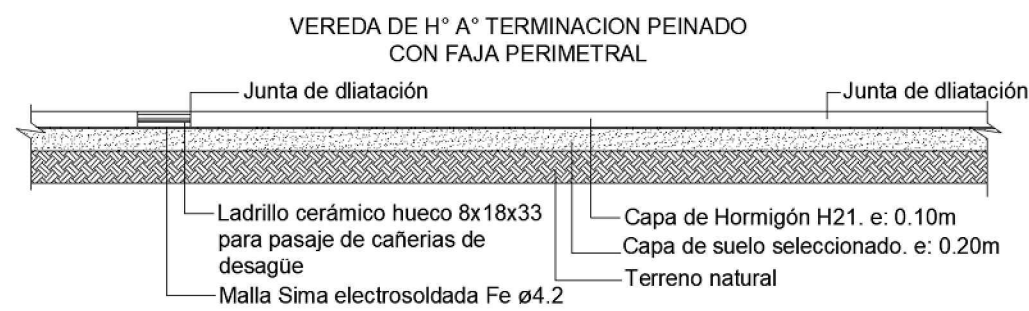 VEREDA DE H° A° TERMINACION PEINADO
CON FAJA PERIMETRAL
Junta de dliatación
Junta de dliatación
Ladrillo cerámico hueco 8x18x33
para pasaje de cañerias de
desagüe
Malla Sima electrosoldada Fe ø4.2
Capa de Hormigón H21. e: 0.10m
Capa de suelo seleccionado. e: 0.20m
Terreno natural